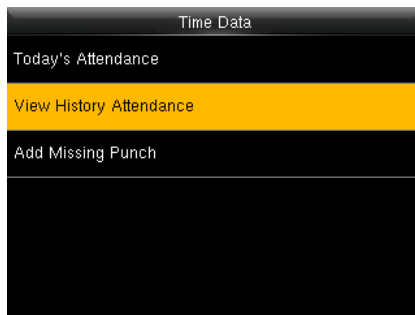 Time Data
Today's Attendance
View History Attendance
Add Missing Punch